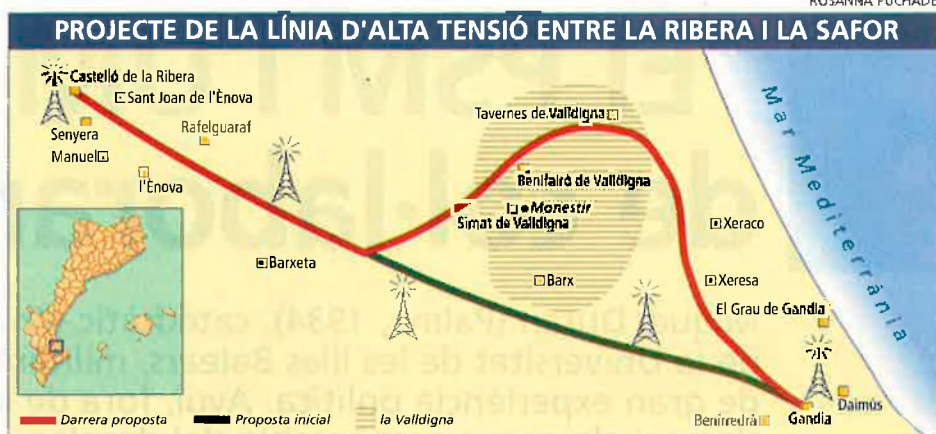 ROSANNA PUCHADE
PROJECTE DE LA LÍNIA D'ALTA TENSIÓ ENTRE LA RIBERA I LA SAFOR
Castelló de la Ribera
Sant Joan de l'Ènova
Senyera
Rafelguaraf
Manuel
l'Ènova
Tavernes de Valldigna
Benifairó de Valldigna
Monestir
Simat de Valldigna
Barxeta
Barx
Xeraco
Xeresa
El Grau de Gandia
Mar Mediterrània
Daimús
Benirredrà
Gandia
Darrera proposta
Proposta inicial
la Valldigna